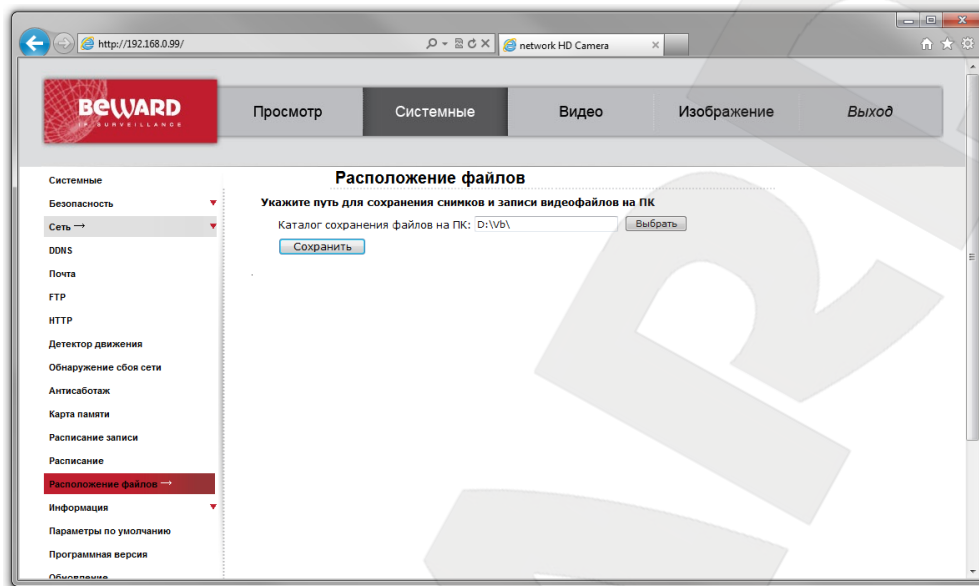 http://192.168.0.99/
network HD Camera
BEWARD
IP SURVEILLANCE
Просмотр
Системные
Видео
Изображение
Выход
Системные
Безопасность
Сеть →
DDNS
Почта
FTP
HTTP
Детектор движения
Обнаружение сбоя сети
Антисаботаж
Карта памяти
Расписание записи
Расписание
Расположение файлов →
Информация
Параметры по умолчанию
Программная версия
Обновление
Расположение файлов
Укажите путь для сохранения снимков и записи видеофайлов на ПК
Каталог сохранения файлов на ПК: D:\Vb\ Выбрать
Сохранить